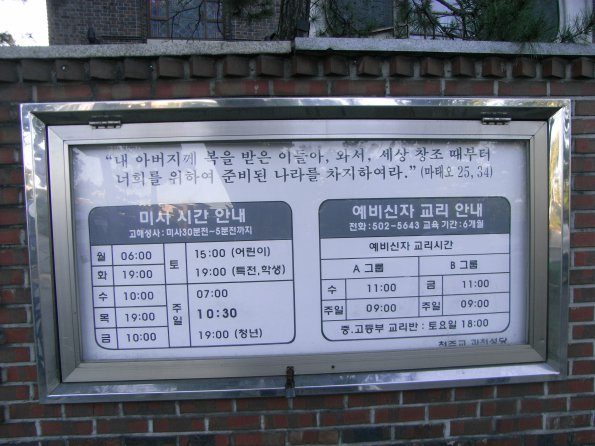 “내 아버지께 복을 받은 이들아, 와서, 세상 창조 때부터
너희를 위하여 준비된 나라를 차지하여라.” (마태오 25, 34)
미사 시간 안내
고해성사 : 미사30분전~5분전까지
월 06:00
화 19:00
수 10:00
목 19:00
금 10:00
토 15:00 (어린이)
19:00 (특전,학생)
주일 07:00
10:30
19:00 (청년)
예비신자 교리 안내
전화 : 502-5643 교육 기간 : 6개월
예비신자 교리시간
A 그룹 B 그룹
수 11:00 금 11:00
주일 09:00 주일 09:00
중.고등부 교리반 : 토요일 18:00
천주교 과천성당